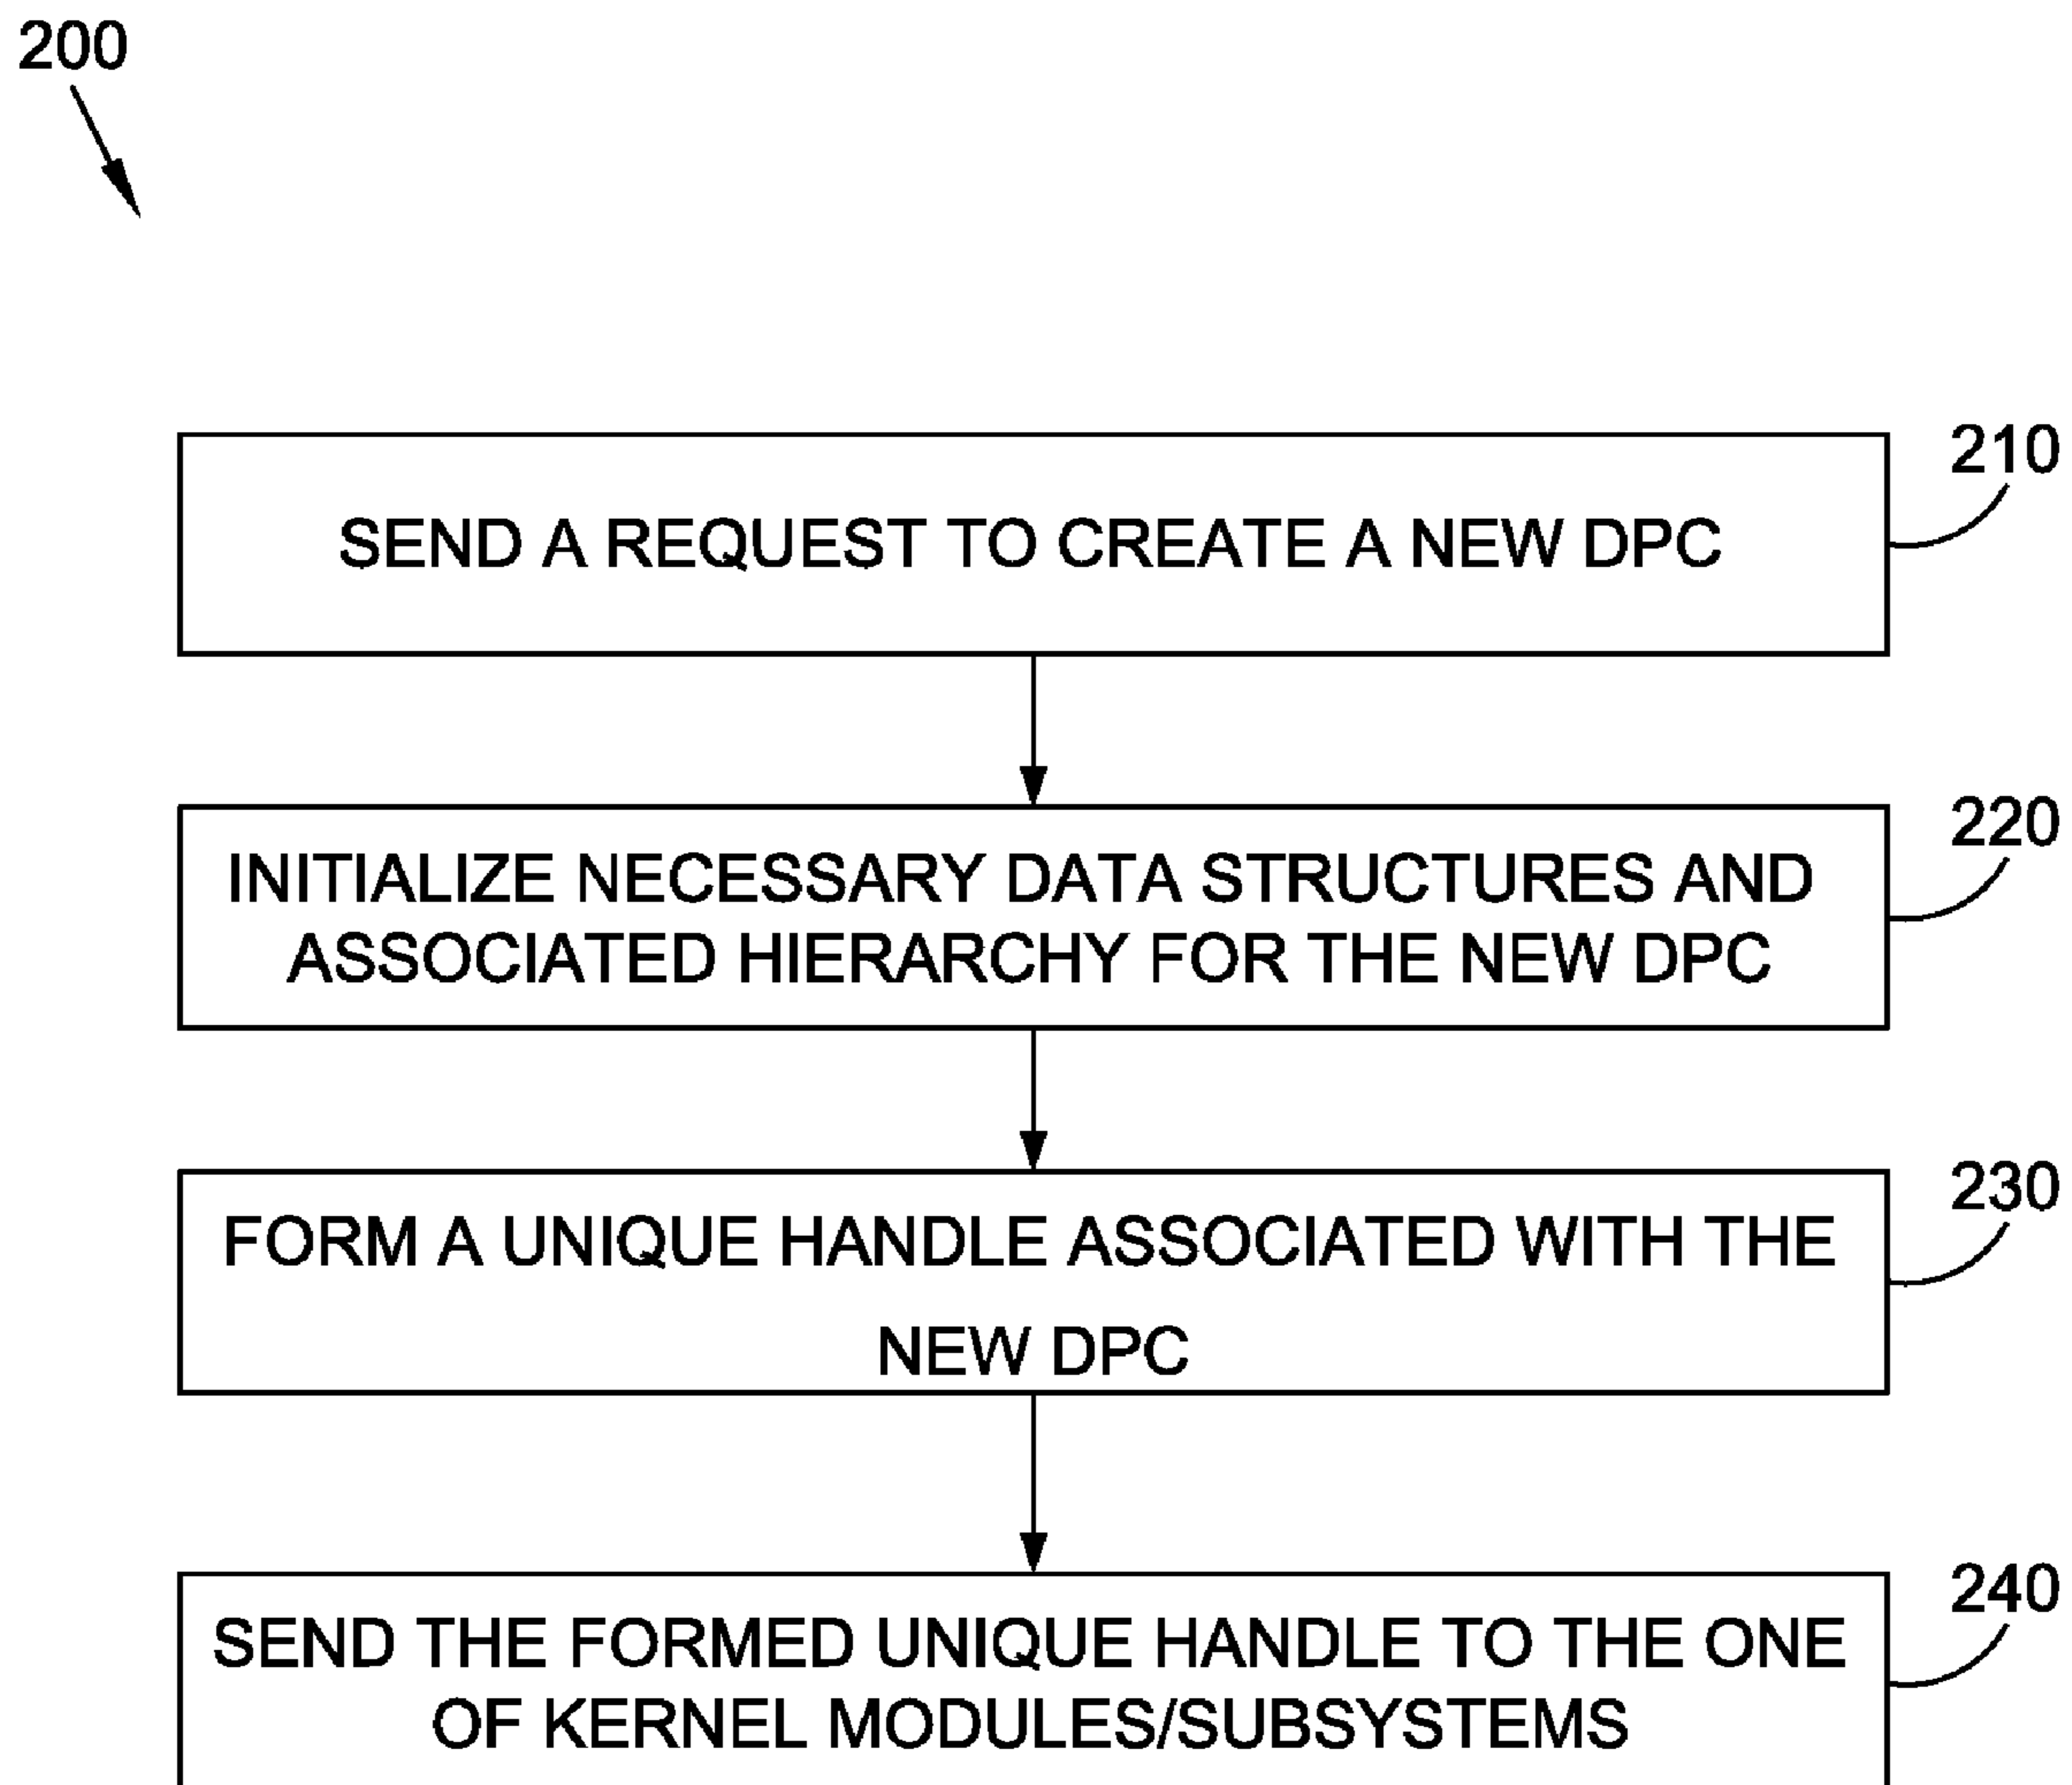 200
210
SEND A REQUEST TO CREATE A NEW DPC
220
INITIALIZE NECESSARY DATA STRUCTURES AND
ASSOCIATED HIERARCHY FOR THE NEW DPC
230
FORM A UNIQUE HANDLE ASSOCIATED WITH THE
NEW DPC
240
SEND THE FORMED UNIQUE HANDLE TO THE ONE
OF KERNEL MODULES/SUBSYSTEMS